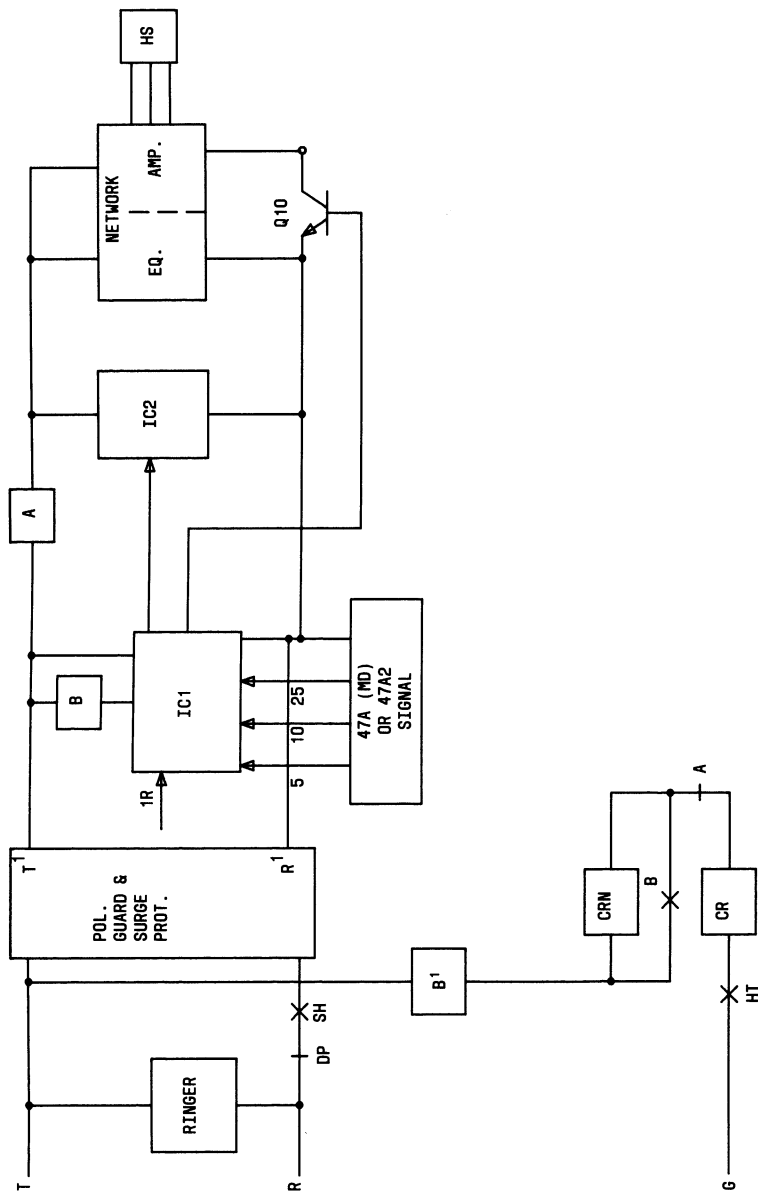 T
R
G
RINGER
DP
SH
POL.
GUARD &
SURGE
PROT.
T1
R1
B1
HT
CRN
B
CR
A
1R
B
IC1
5
10
25
47A (MD)
OR 47A2
SIGNAL
A
IC2
NETWORK
EQ.
AMP.
Q10
HS